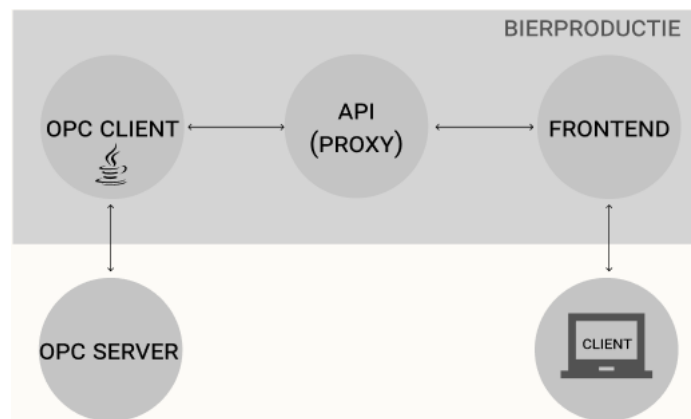 BIERPRODUCTIE
OPC CLIENT
API
(PROXY)
FRONTEND
OPC SERVER
CLIENT